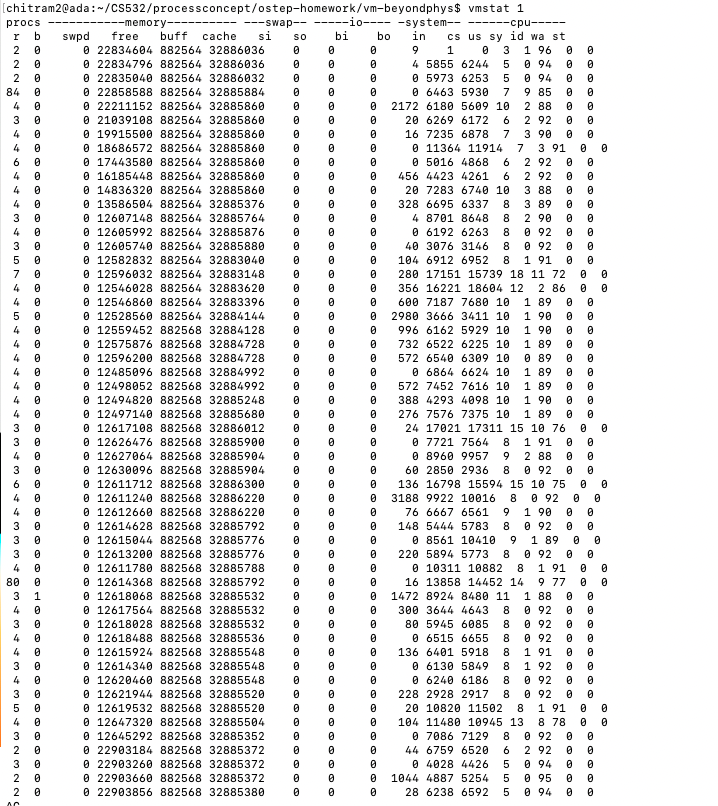 [chitram2@ada:~/CS532/processconcept/ostep-homework/vm-beyondphys$ vmstat 1
procs -----------memory---------- ---swap-- -----io---- -system-- ------cpu-----
r b swpd free buff cache si so bi bo in cs us sy id wa st
2 0 0 22834604 882564 32886036 0 0 0 9 1 0 3 1 96 0 0
2 0 0 22834796 882564 32886036 0 0 0 4 5855 6244 5 0 94 0 0
2 0 0 22835040 882564 32886032 0 0 0 0 5973 6253 5 0 94 0 0
84 0 0 22858588 882564 32885884 0 0 0 0 6463 5930 7 9 85 0 0
4 0 0 22211152 882564 32885860 0 0 0 2172 6180 5609 10 2 88 0 0
3 0 0 21039108 882564 32885860 0 0 0 20 6269 6172 6 2 92 0 0
4 0 0 19915500 882564 32885860 0 0 0 16 7235 6878 7 3 90 0 0
4 0 0 18686572 882564 32885860 0 0 0 0 11364 11914 7 3 91 0 0
6 0 0 17443580 882564 32885860 0 0 0 0 5016 4868 6 2 92 0 0
4 0 0 16185448 882564 32885860 0 0 0 456 4423 4261 6 2 92 0 0
4 0 0 14836320 882564 32885860 0 0 0 20 7283 6740 10 3 88 0 0
4 0 0 13586504 882564 32885376 0 0 0 328 6695 6337 8 3 89 0 0
3 0 0 12607148 882564 32885764 0 0 0 4 8701 8648 8 2 90 0 0
4 0 0 12605992 882564 32885876 0 0 0 0 6192 6263 8 0 92 0 0
3 0 0 12605740 882564 32885880 0 0 0 40 3076 3146 8 0 92 0 0
5 0 0 12582832 882564 32883040 0 0 0 104 6912 6952 8 1 91 0 0
7 0 0 12596032 882564 32883148 0 0 0 280 17151 15739 18 11 72 0 0
4 0 0 12546028 882564 32883620 0 0 0 356 16221 18604 12 2 86 0 0
4 0 0 12546860 882564 32883396 0 0 0 600 7187 7680 10 1 89 0 0
5 0 0 12528560 882564 32884144 0 0 0 2980 3666 3411 10 1 90 0 0
4 0 0 12559452 882568 32884128 0 0 0 996 6162 5929 10 1 90 0 0
4 0 0 12575876 882568 32884728 0 0 0 732 6522 6225 10 1 89 0 0
4 0 0 12596200 882568 32884728 0 0 0 572 6540 6309 10 0 89 0 0
4 0 0 12485096 882568 32884992 0 0 0 0 6864 6624 10 1 89 0 0
4 0 0 12498052 882568 32884992 0 0 0 572 7452 7616 10 1 89 0 0
4 0 0 12494820 882568 32885248 0 0 0 388 4293 4098 10 1 90 0 0
4 0 0 12497140 882568 32885680 0 0 0 276 7576 7375 10 1 89 0 0
3 0 0 12617108 882568 32886012 0 0 0 24 17021 17311 15 10 76 0 0
3 0 0 12626476 882568 32885900 0 0 0 0 7721 7564 8 1 91 0 0
4 0 0 12627064 882568 32885904 0 0 0 0 8960 9957 9 2 88 0 0
3 0 0 12630096 882568 32885904 0 0 0 60 2850 2936 8 0 92 0 0
6 0 0 12611712 882568 32886300 0 0 0 136 16798 15594 15 10 75 0 0
4 0 0 12611240 882568 32886220 0 0 0 3188 9922 10016 8 0 92 0 0
4 0 0 12612660 882568 32886220 0 0 0 76 6667 6561 9 1 90 0 0
3 0 0 12614628 882568 32885792 0 0 0 148 5444 5783 8 0 92 0 0
3 0 0 12615044 882568 32885776 0 0 0 0 8561 10410 9 1 89 0 0
3 0 0 12613200 882568 32885776 0 0 0 220 5894 5773 8 0 92 0 0
4 0 0 12611780 882568 32885788 0 0 0 0 10311 10882 8 1 91 0 0
80 0 0 12614368 882568 32885792 0 0 0 16 13858 14452 14 9 77 0 0
3 1 0 12618068 882568 32885532 0 0 0 1472 8924 8480 11 1 88 0 0
4 0 0 12617564 882568 32885532 0 0 0 300 3644 4643 8 0 92 0 0
3 0 0 12618028 882568 32885532 0 0 0 80 5945 6085 8 0 92 0 0
4 0 0 12618488 882568 32885536 0 0 0 0 6515 6655 8 0 92 0 0
4 0 0 12615924 882568 32885548 0 0 0 136 6401 5918 8 1 91 0 0
3 0 0 12614340 882568 32885548 0 0 0 0 6130 5849 8 1 92 0 0
4 0 0 12620460 882568 32885548 0 0 0 0 6240 6186 8 0 92 0 0
3 0 0 12621944 882568 32885520 0 0 0 228 2928 2917 8 0 92 0 0
5 0 0 12619532 882568 32885520 0 0 0 20 10820 11502 8 1 91 0 0
4 0 0 12647320 882568 32885504 0 0 0 104 11480 10945 13 8 78 0 0
3 0 0 12645292 882568 32885352 0 0 0 0 7086 7129 8 0 92 0 0
2 0 0 22903184 882568 32885372 0 0 0 44 6759 6520 6 2 92 0 0
3 0 0 22903260 882568 32885372 0 0 0 0 4028 4426 5 0 94 0 0
2 0 0 22903660 882568 32885372 0 0 0 1044 4887 5254 5 0 95 0 0
2 0 0 22903856 882568 32885380 0 0 0 28 6238 6592 5 0 94 0 0